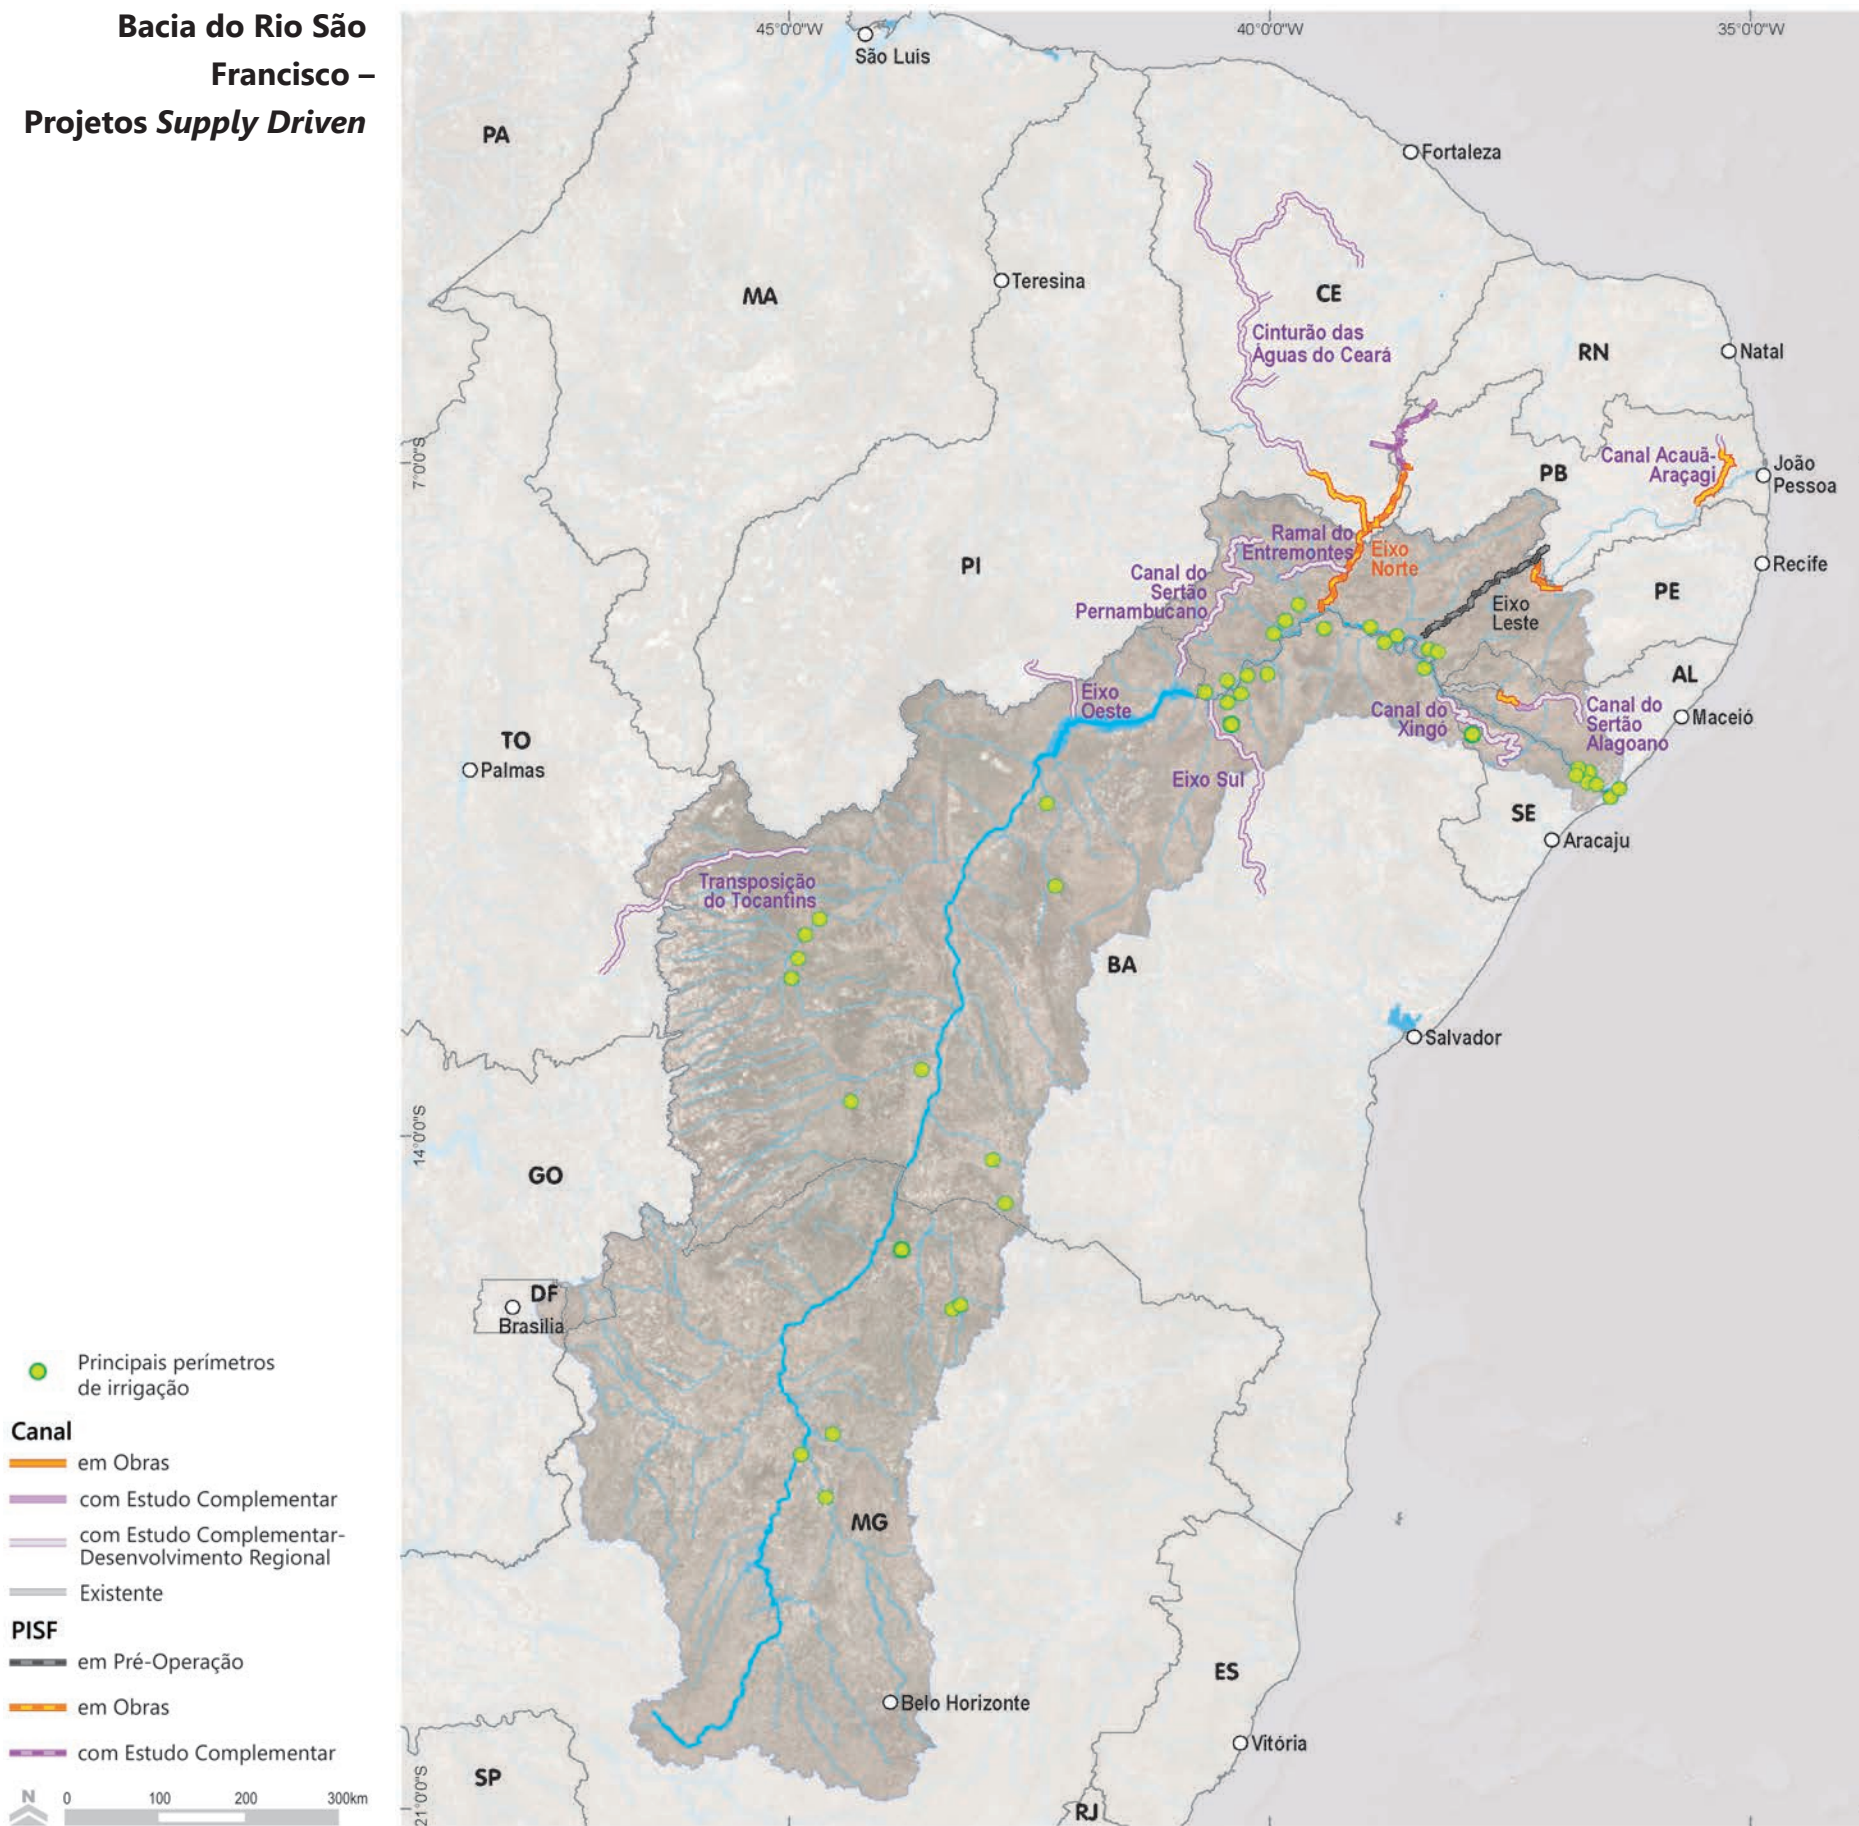 Bacia do Rio São
Francisco –
Projetos Supply Driven
45°0'0"W
40°0'0"W
35°0'0"W
São Luis
PA
Fortaleza
Teresina
MA
CE
Cinturão das
Águas do Ceará
RN
Natal
7°0'0"S
Canal Acauã-
Araçagi
PB
João
Pessoa
Ramal do
Entremontes
Eixo
Norte
PI
Canal do
Sertão
Pernambucano
Recife
PE
Eixo
Leste
AL
Eixo
Oeste
Canal do
Xingó
Canal do
Sertão
Alagoano
Maceió
TO
Palmas
Eixo Sul
SE
Aracaju
Transposição
do Tocantins
BA
Salvador
14°0'0"S
GO
DF
Brasilia
MG
ES
Belo Horizonte
Vitória
SP
21°0'0"S
RJ
Principais perímetros
de irrigação
Canal
em Obras
com Estudo Complementar
com Estudo Complementar-
Desenvolvimento Regional
Existente
PISF
em Pré-Operação
em Obras
com Estudo Complementar
N
0 100 200 300km